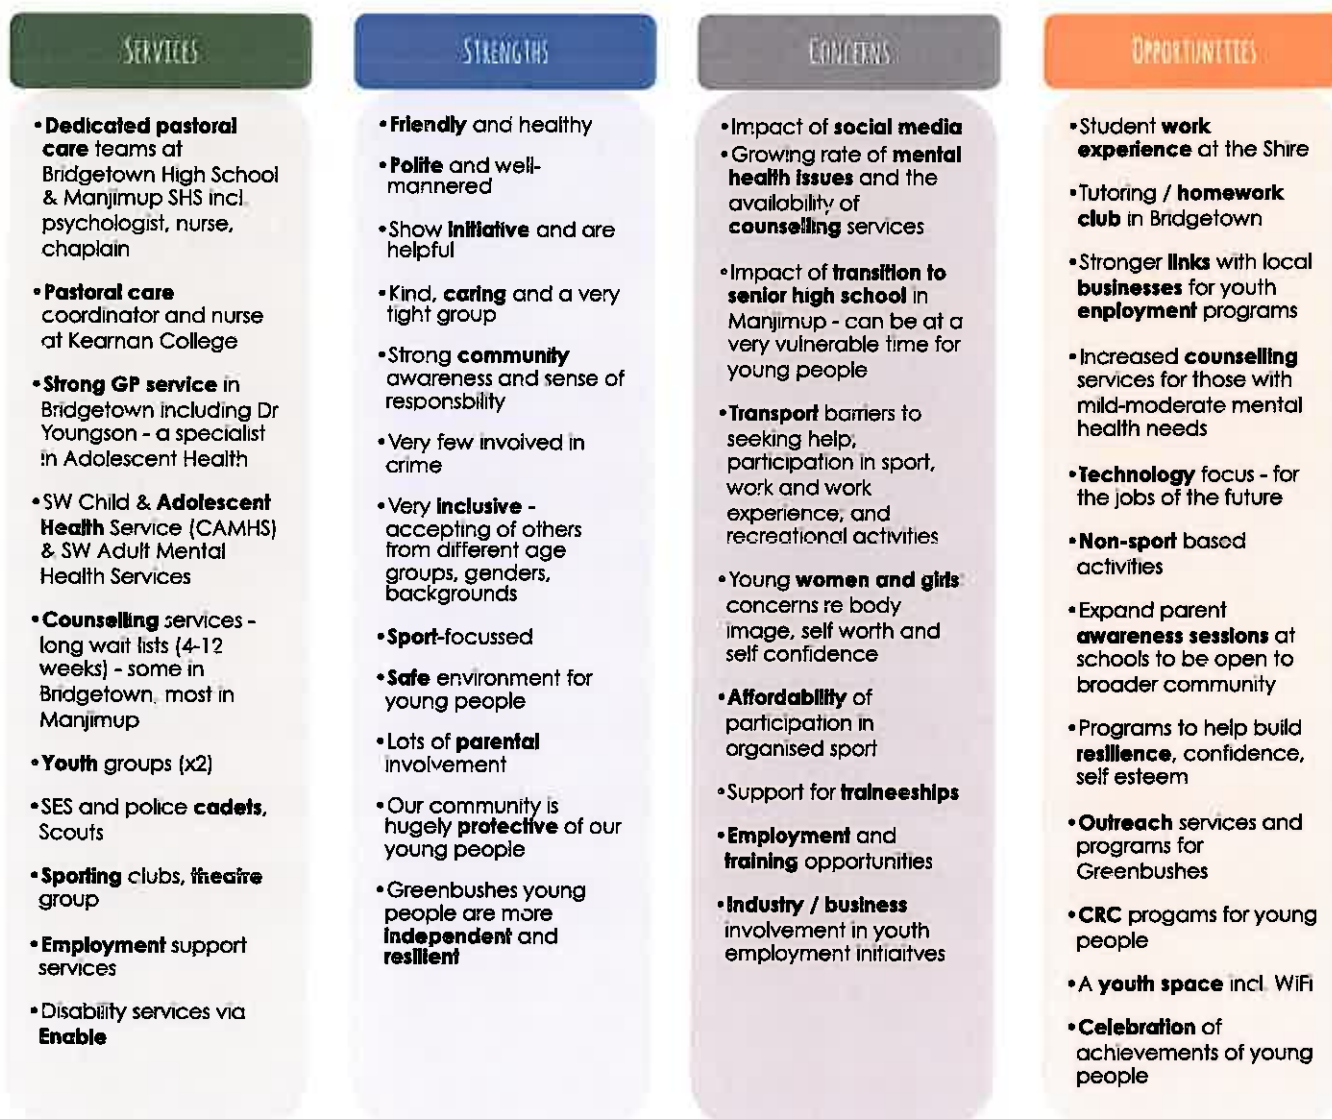 SERVICES
• Dedicated pastoral
care teams at
Bridgetown High School
& Manjimup SHS incl.
psychologist, nurse,
chaplain
• Pastoral care
coordinator and nurse
at Kearnan College
• Strong GP service in
Bridgetown including Dr
Youngson - a specialist
in Adolescent Health
• SW Child & Adolescent
Health Service (CAMHS)
& SW Adult Mental
Health Services
• Counselling services -
long wait lists (4-12
weeks) - some in
Bridgetown, most in
Manjimup
• Youth groups (x2)
• SES and police cadets,
Scouts
• Sporting clubs, theatre
group
• Employment support
services
• Disability services via
Enable
STRENGTHS
• Friendly and healthy
• Polite and well-
mannered
• Show initiative and are
helpful
• Kind, caring and a very
tight group
• Strong community
awareness and sense of
responsbility
• Very few involved in
crime
• Very inclusive -
accepting of others
from different age
groups, genders,
backgrounds
• Sport-focussed
• Safe environment for
young people
• Lots of parental
involvement
• Our community is
hugely protective of our
young people
• Greenbushes young
people are more
independent and
resilient
CONCERNS
• Impact of social media
• Growing rate of mental
health issues and the
availability of
counselling services
• Impact of transition to
senior high school in
Manjimup - can be at a
very vulnerable time for
young people
• Transport barriers to
seeking help;
participation in sport,
work and work
experience; and
recreational activities
• Young women and girls
concerns re body
image, self worth and
self confidence
• Affordability of
participation in
organised sport
• Support for traineeships
• Employment and
training opportunities
• Industry / business
involvement in youth
employment initiaitves
OPPORTUNITIES
• Student work
experience at the Shire
• Tutoring / homework
club in Bridgetown
• Stronger links with local
businesses for youth
enployment programs
• Increased counselling
services for those with
mild-moderate mental
health needs
• Technology focus - for
the jobs of the future
• Non-sport based
activities
• Expand parent
awareness sessions at
schools to be open to
broader community
• Programs to help build
resilience, confidence,
self esteem
• Outreach services and
programs for
Greenbushes
• CRC progams for young
people
• A youth space incl. WiFi
• Celebration of
achievements of young
people